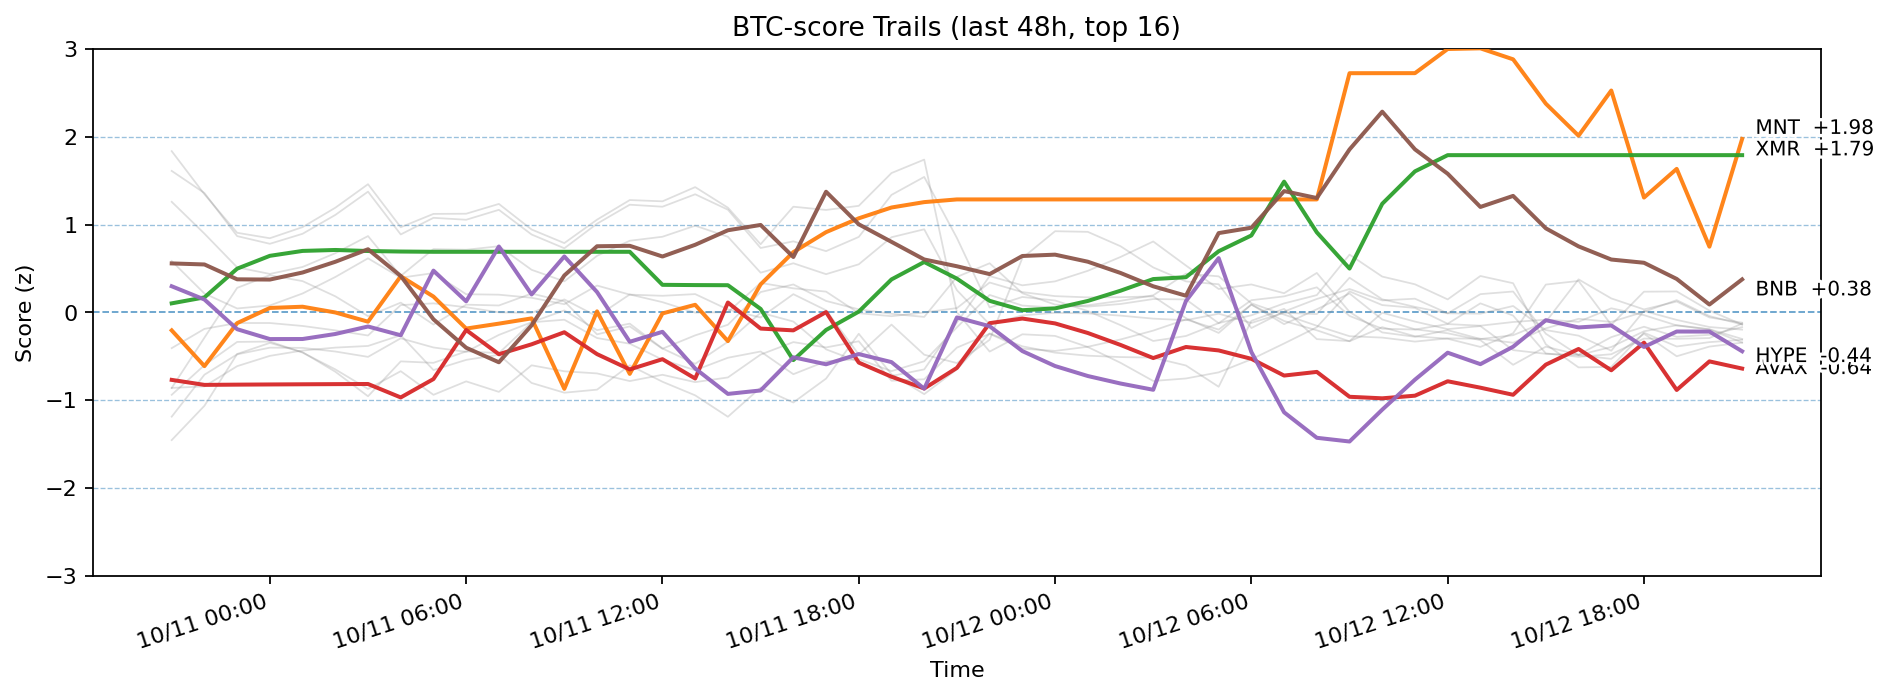 BTC-score Trails (last 48h, top 16)
Score (z)
3
2
1
0
−1
−2
−3
MNT +1.98
XMR +1.79
BNB +0.38
HYPE -0.44
AVAX -0.64
10/11 00:00
10/11 06:00
10/11 12:00
10/11 18:00
10/12 00:00
10/12 06:00
10/12 12:00
10/12 18:00
Time